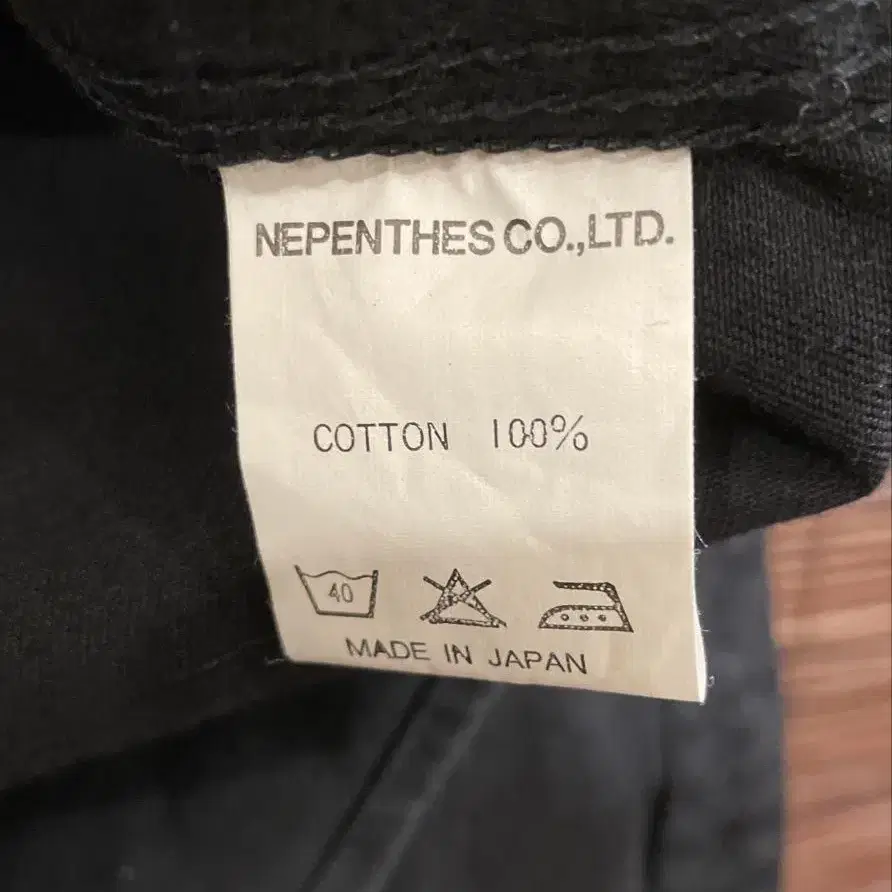 NEPENTHES CO.,LTD.
COTTON 100%
40
MADE IN JAPAN